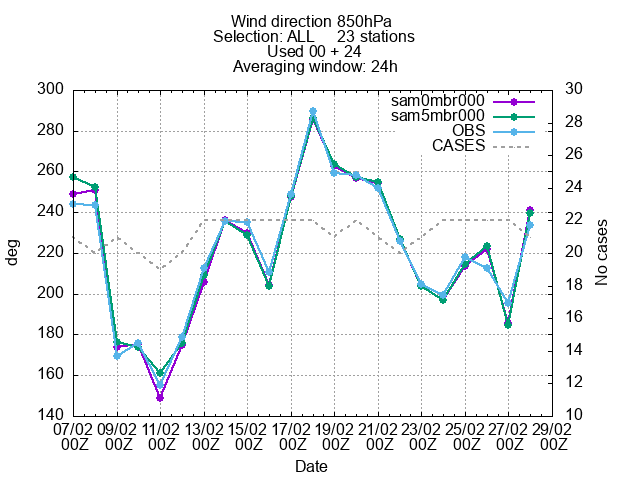 Wind direction 850hPa
Selection: ALL 23 stations
Used 00 + 24
Averaging window: 24h
sam0mbr000
sam5mbr000
OBS
CASES
300
280
260
240
220
200
180
160
140
deg
30
28
26
24
22
20
18
16
14
12
10
No cases
07/02 09/02 11/02 13/02 15/02 17/02 19/02 21/02 23/02 25/02 27/02 29/02
00Z 00Z 00Z 00Z 00Z 00Z 00Z 00Z 00Z 00Z 00Z 00Z
Date